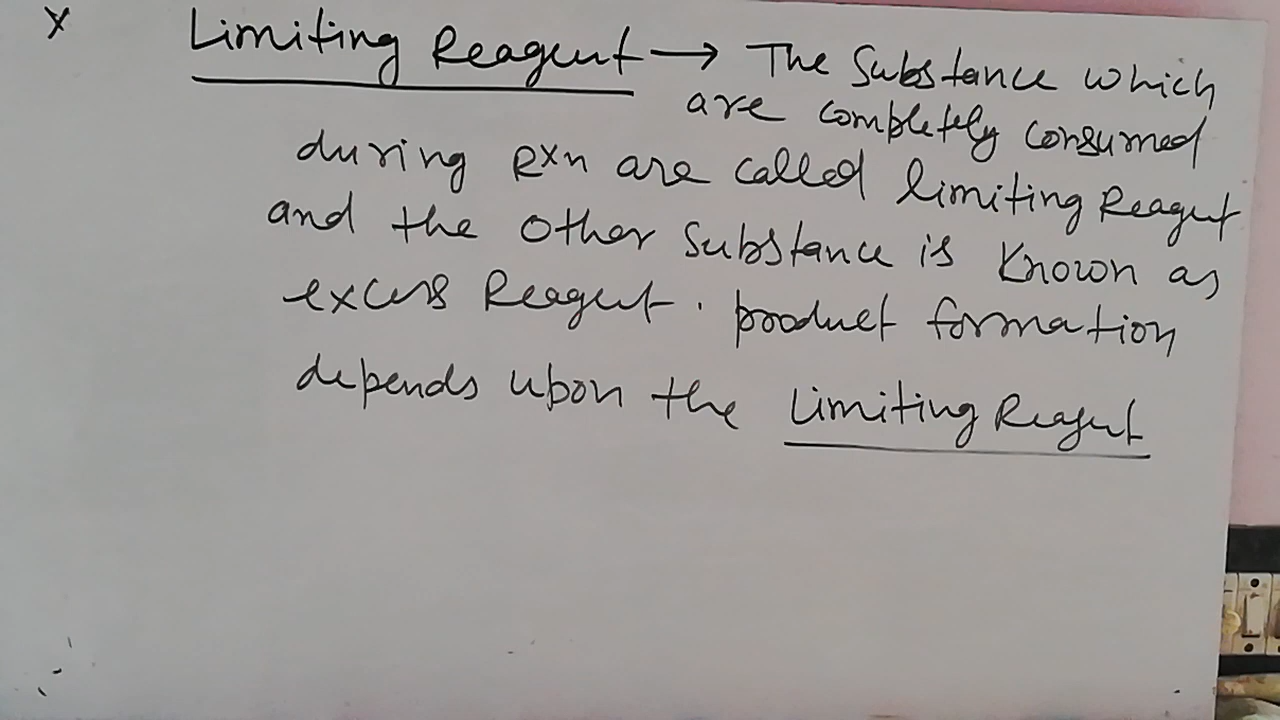 x Limiting Reagent → The Substance which
are completely consumed
during Rxn are called limiting Reagent
and the other Substance is Known as
excess Reagent. product formation
depends upon the Limiting Reagent